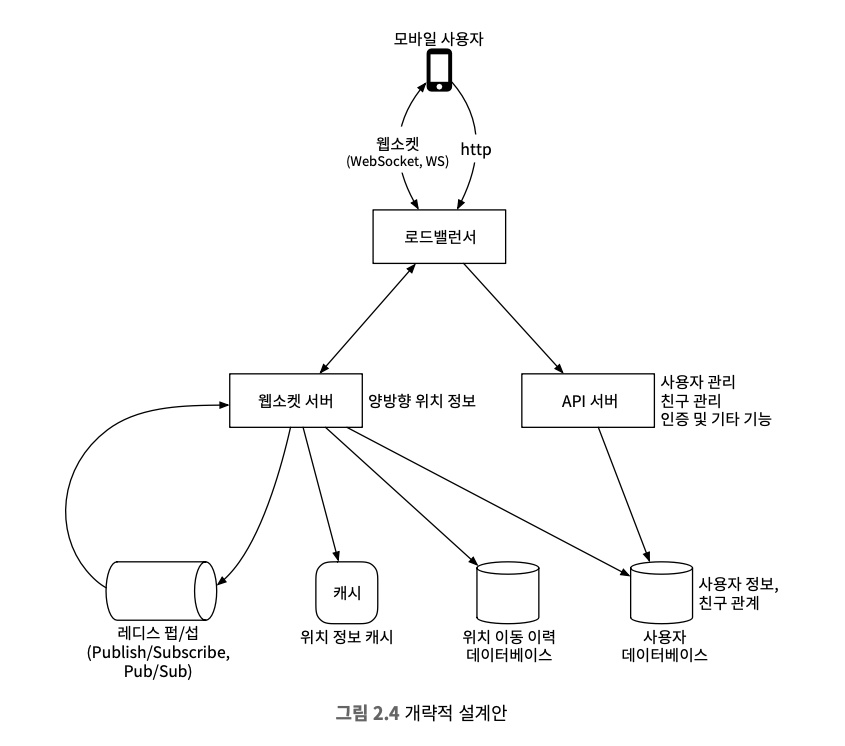 모바일 사용자
웹소켓
(WebSocket, WS)
http
로드밸런서
웹소켓 서버
양방향 위치 정보
API 서버
사용자 관리
친구 관리
인증 및 기타 기능
레디스 펍/섭
(Publish/Subscribe,
Pub/Sub)
캐시
위치 정보 캐시
위치 이동 이력
데이터베이스
사용자
데이터베이스
사용자 정보,
친구 관계
그림 2.4 개략적 설계안